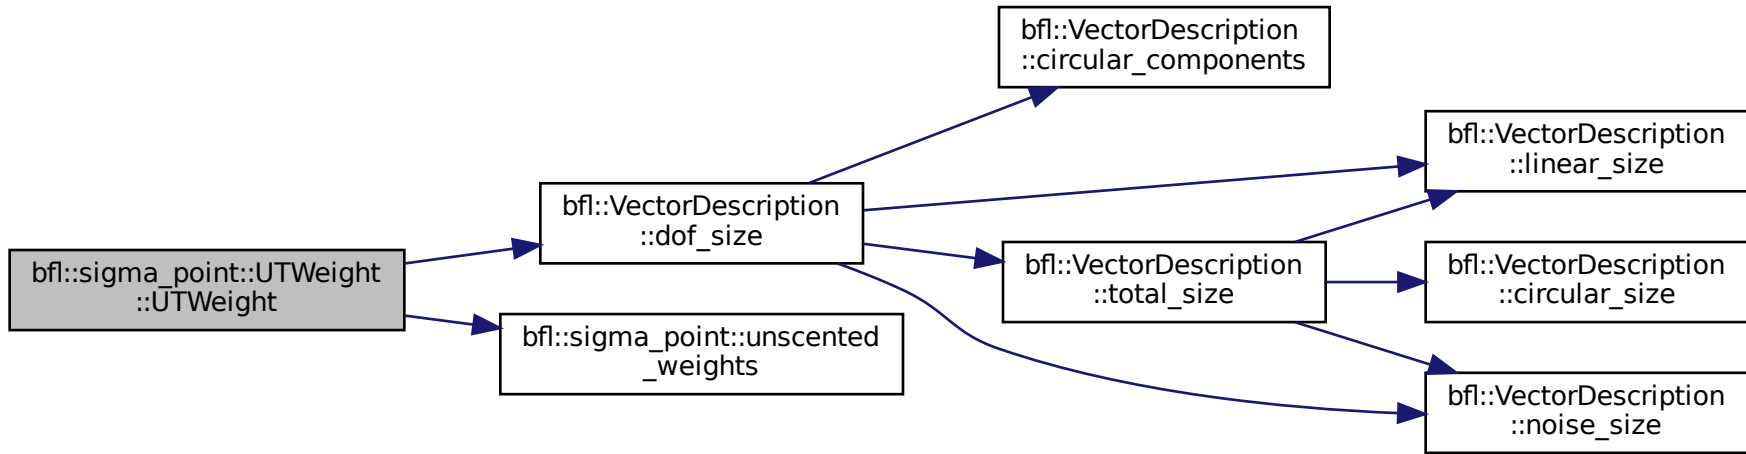 bfl::sigma_point::UTWeight
::UTWeight
bfl::VectorDescription
::dof_size
bfl::sigma_point::unscented
_weights
bfl::VectorDescription
::circular_components
bfl::VectorDescription
::total_size
bfl::VectorDescription
::linear_size
bfl::VectorDescription
::circular_size
bfl::VectorDescription
::noise_size